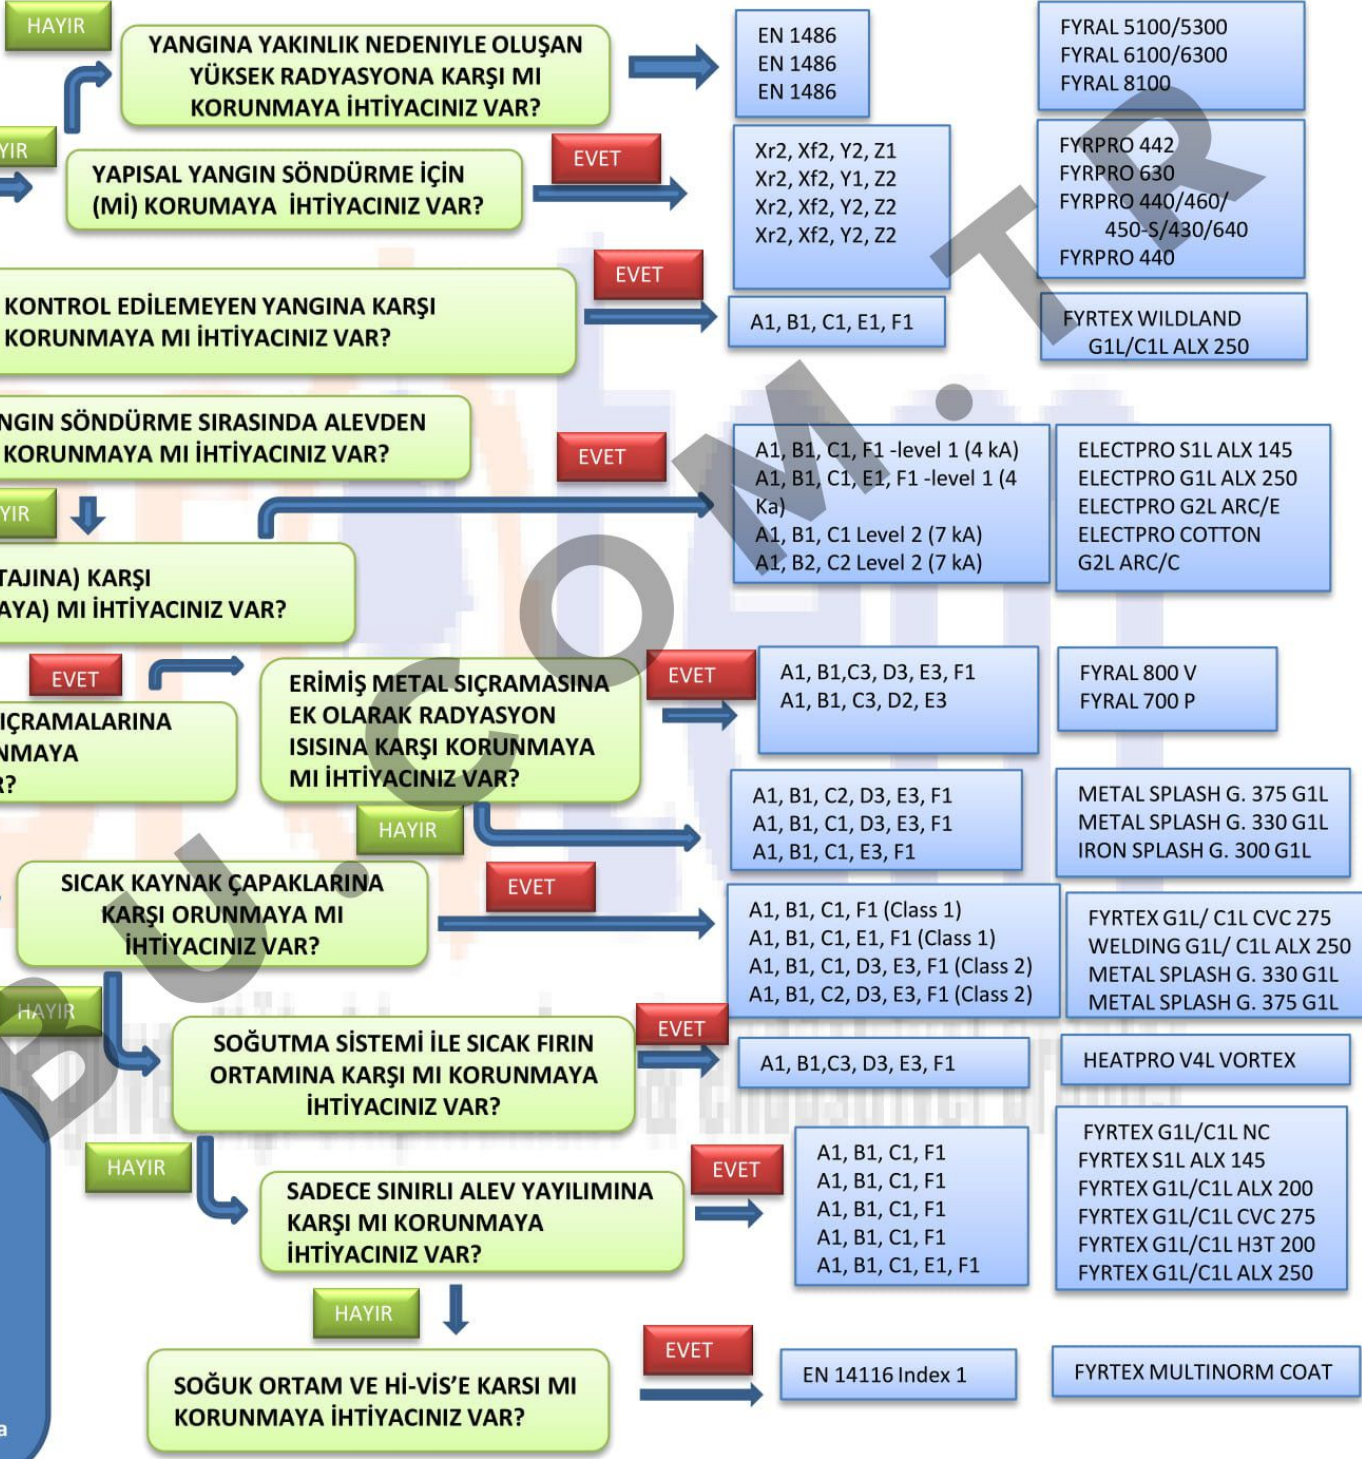 HAYIR
YANGINA YAKINLIK NEDENİYLE OLUŞAN
YÜKSEK RADYASYONA KARŞI MI
KORUNMAYA İHTİYACINIZ VAR?
EN 1486
EN 1486
EN 1486
FYRAL 5100/5300
FYRAL 6100/6300
FYRAL 8100
YIR
YAPISAL YANGIN SÖNDÜRME İÇİN
(Mİ) KORUMAYA İHTİYACINIZ VAR?
EVET
Xr2, Xf2, Y2, Z1
Xr2, Xf2, Y1, Z2
Xr2, Xf2, Y2, Z2
Xr2, Xf2, Y2, Z2
FYRPRO 442
FYRPRO 630
FYRPRO 440/460/
450-S/430/640
FYRPRO 440
KONTROL EDİLEMEYEN YANGINA KARŞI
KORUNMAYA MI İHTİYACINIZ VAR?
EVET
A1, B1, C1, E1, F1
FYRTEX WILDLAND
G1L/C1L ALX 250
NGIN SÖNDÜRME SIRASINDA ALEVDEN
KORUNMAYA MI İHTİYACINIZ VAR?
EVET
A1, B1, C1, F1 -level 1 (4 kA)
A1, B1, C1, E1, F1 -level 1 (4
Ka)
A1, B1, C1 Level 2 (7 kA)
A1, B2, C2 Level 2 (7 kA)
ELECTPRO S1L ALX 145
ELECTPRO G1L ALX 250
ELECTPRO G2L ARC/E
ELECTPRO COTTON
G2L ARC/C
YIR
TAJINA) KARŞI
AYA) MI İHTİYACINIZ VAR?
EVET
IÇRAMALARINA
NMAYA
R?
ERİMİŞ METAL SIÇRAMASINA
EK OLARAK RADYASYON
ISISINA KARŞI KORUNMAYA
MI İHTİYACINIZ VAR?
EVET
A1, B1,C3, D3, E3, F1
A1, B1, C3, D2, E3
FYRAL 800 V
FYRAL 700 P
HAYIR
A1, B1, C2, D3, E3, F1
A1, B1, C1, D3, E3, F1
A1, B1, C1, E3, F1
METAL SPLASH G. 375 G1L
METAL SPLASH G. 330 G1L
IRON SPLASH G. 300 G1L
SICAK KAYNAK ÇAPAKLARINA
KARŞI ORUNMAYA MI
İHTİYACINIZ VAR?
EVET
A1, B1, C1, F1 (Class 1)
A1, B1, C1, E1, F1 (Class 1)
A1, B1, C1, D3, E3, F1 (Class 2)
A1, B1, C2, D3, E3, F1 (Class 2)
FYRTEX G1L/ C1L CVC 275
WELDING G1L/ C1L ALX 250
METAL SPLASH G. 330 G1L
METAL SPLASH G. 375 G1L
HAYIR
SOĞUTMA SİSTEMİ İLE SICAK FIRIN
ORTAMINA KARŞI MI KORUNMAYA
İHTİYACINIZ VAR?
EVET
A1, B1,C3, D3, E3, F1
HEATPRO V4L VORTEX
HAYIR
SADECE SINIRLI ALEV YAYILIMINA
KARŞI MI KORUNMAYA
İHTİYACINIZ VAR?
EVET
A1, B1, C1, F1
A1, B1, C1, F1
A1, B1, C1, F1
A1, B1, C1, F1
A1, B1, C1, E1, F1
FYRTEX G1L/C1L NC
FYRTEX S1L ALX 145
FYRTEX G1L/C1L ALX 200
FYRTEX G1L/C1L CVC 275
FYRTEX G1L/C1L H3T 200
FYRTEX G1L/C1L ALX 250
HAYIR
SOĞUK ORTAM VE Hİ-VİS'E KARSI MI
KORUNMAYA İHTİYACINIZ VAR?
EVET
EN 14116 Index 1
FYRTEX MULTINORM COAT
a
BU.COM.TR